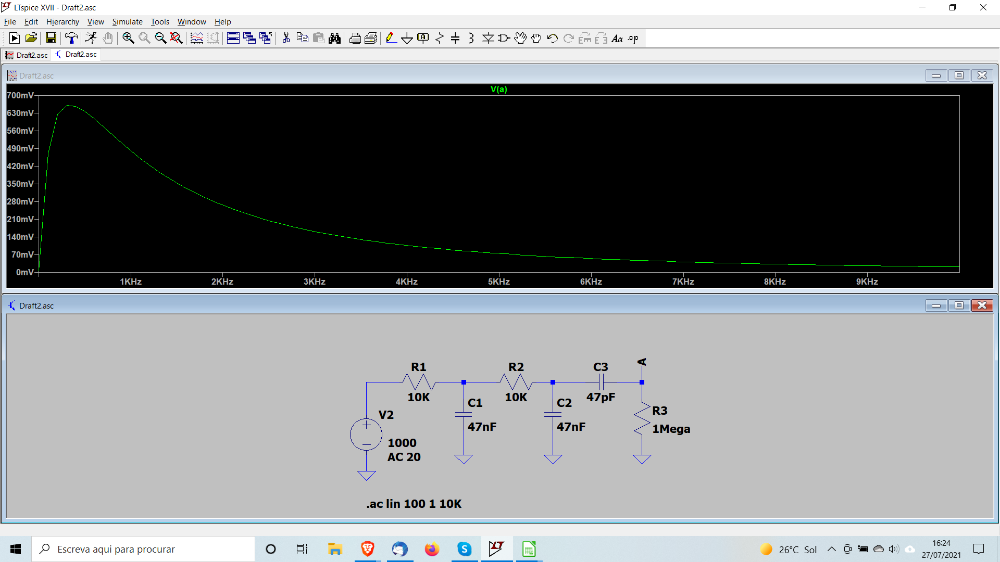 LTspice XVII - Draft2.asc
File Edit Hierarchy View Simulate Tools Window Help
Draft2.asc Draft2.asc
Draft2.asc
V(a)
700mV
630mV
560mV
490mV
420mV
350mV
280mV
210mV
140mV
70mV
0mV
1KHz 2KHz 3KHz 4KHz 5KHz 6KHz 7KHz 8KHz 9KHz
Draft2.asc
A
R1 R2 C3
10K 10K 47pF
C1 C2
R3
V2
47nF 47nF
1Mega
1000
AC 20
.ac lin 100 1 10K
Escreva aqui para procurar
26°C Sol
16:24
27/07/2021